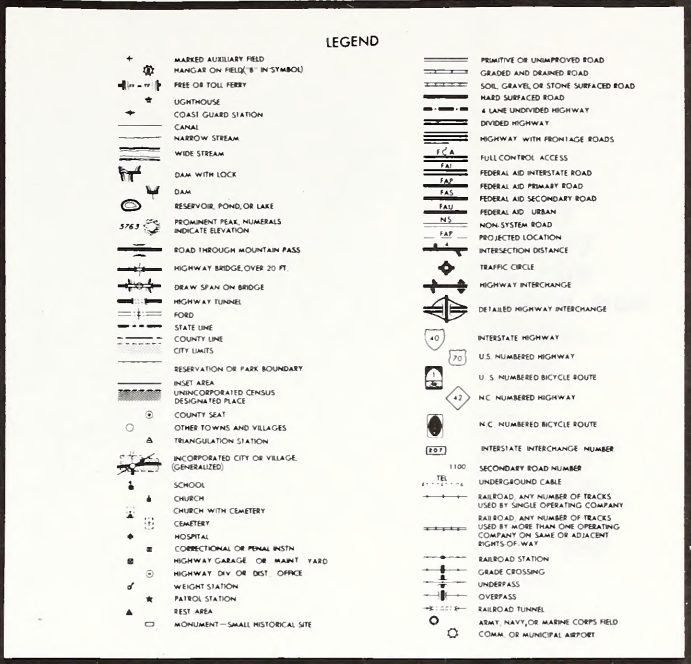 LEGEND
MARKED AUXILIARY FIELD
HANGAR ON FIELD("B" IN SYMBOL)
FREE OR TOLL FERRY
LIGHTHOUSE
COAST GUARD STATION
CANAL
NARROW STREAM
WIDE STREAM
DAM WITH LOCK
DAM
RESERVOIR, POND, OR LAKE
5763 PROMINENT PEAK, NUMERALS
INDICATE ELEVATION
ROAD THROUGH MOUNTAIN PASS
HIGHWAY BRIDGE, OVER 20 FT.
DRAW SPAN ON BRIDGE
HIGHWAY TUNNEL
FORD
STATE LINE
COUNTY LINE
CITY LIMITS
RESERVATION OR PARK BOUNDARY
INSET AREA
UNINCORPORATED CENSUS
DESIGNATED PLACE
COUNTY SEAT
OTHER TOWNS AND VILLAGES
TRIANGULATION STATION
INCORPORATED CITY OR VILLAGE,
(GENERALIZED)
SCHOOL
CHURCH
CHURCH WITH CEMETERY
CEMETERY
HOSPITAL
CORRECTIONAL OR PENAL INSTN
HIGHWAY GARAGE OR MAINT YARD
HIGHWAY DIV OR DIST. OFFICE
WEIGHT STATION
PATROL STATION
REST AREA
MONUMENT—SMALL HISTORICAL SITE
PRIMITIVE OR UNIMPROVED ROAD
GRADED AND DRAINED ROAD
SOIL, GRAVEL OR STONE SURFACED ROAD
HARD SURFACED ROAD
4 LANE UNDIVIDED HIGHWAY
DIVIDED HIGHWAY
HIGHWAY WITH FRONTAGE ROADS
FCA FULL CONTROL ACCESS
FAI FEDERAL AID INTERSTATE ROAD
FAP FEDERAL AID PRIMARY ROAD
FAS FEDERAL AID SECONDARY ROAD
FAU FEDERAL AID URBAN
NS NON-SYSTEM ROAD
FAP PROJECTED LOCATION
4 INTERSECTION DISTANCE
TRAFFIC CIRCLE
HIGHWAY INTERCHANGE
DETAILED HIGHWAY INTERCHANGE
40 INTERSTATE HIGHWAY
70 U.S. NUMBERED HIGHWAY
1 U. S. NUMBERED BICYCLE ROUTE
42 N.C. NUMBERED HIGHWAY
N.C. NUMBERED BICYCLE ROUTE
207 INTERSTATE INTERCHANGE NUMBER
1100 SECONDARY ROAD NUMBER
TEL UNDERGROUND CABLE
RAILROAD, ANY NUMBER OF TRACKS
USED BY SINGLE OPERATING COMPANY
RAILROAD, ANY NUMBER OF TRACKS
USED BY MORE THAN ONE OPERATING
COMPANY ON SAME OR ADJACENT
RIGHTS-OF-WAY
RAILROAD STATION
GRADE CROSSING
UNDERPASS
OVERPASS
RAILROAD TUNNEL
ARMY, NAVY, OR MARINE CORPS FIELD
COMM. OR MUNICIPAL AIRPORT